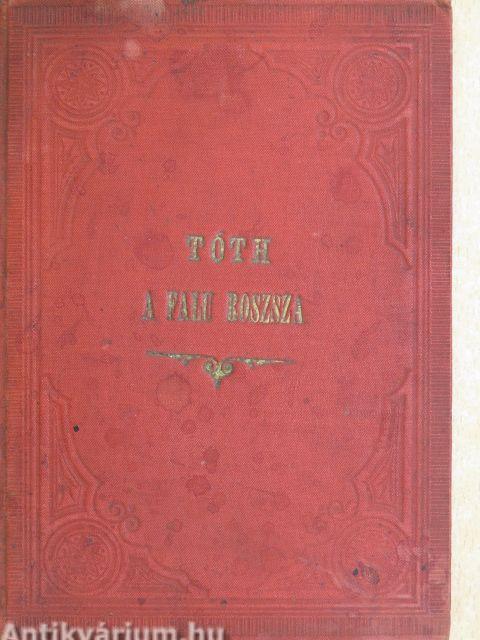 TÓTH
A FALU ROSZSZA
Antikvárium.hu